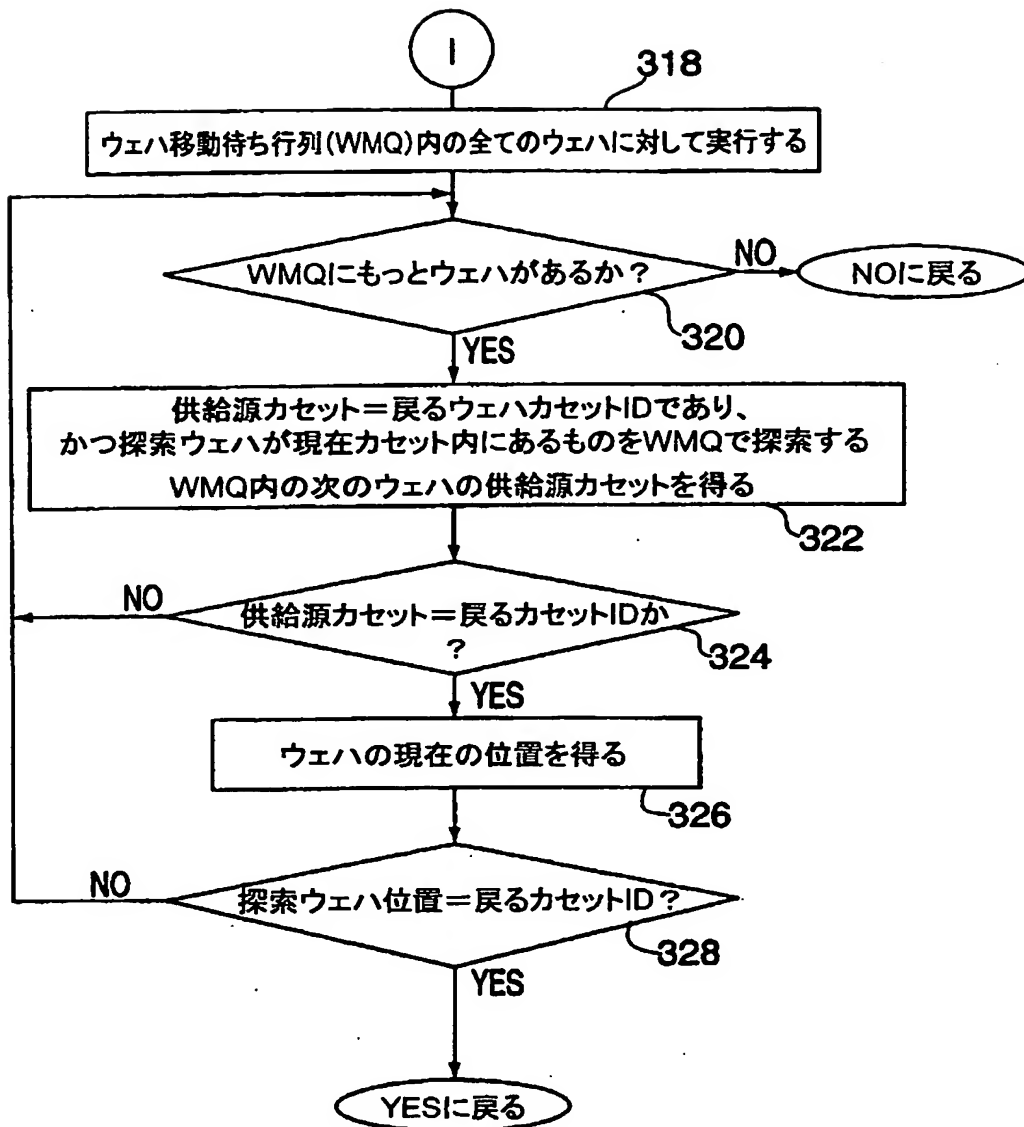 I
318
ウェハ移動待ち行列(WMQ)内の全てのウェハに対して実行する
WMQにもっとウェハがあるか?
NO
NOに戻る
320
YES
供給源カセット=戻るウェハカセットIDであり、
かつ探索ウェハが現在カセット内にあるものをWMQで探索する
WMQ内の次のウェハの供給源カセットを得る
322
NO
供給源カセット=戻るカセットIDか
?
324
YES
ウェハの現在の位置を得る
326
NO
探索ウェハ位置=戻るカセットID?
328
YES
YESに戻る